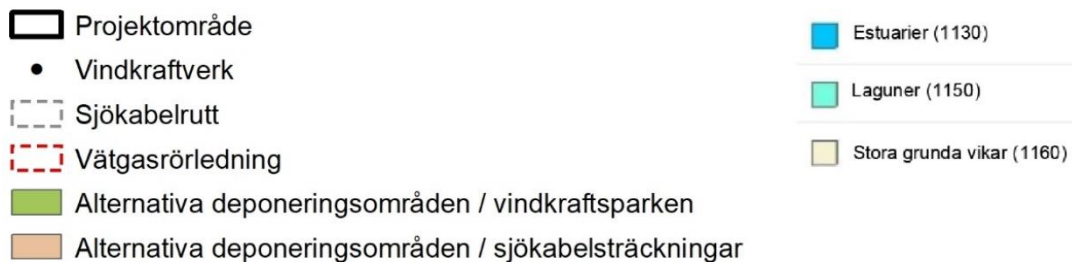 Projektområde
Vindkraftverk
Sjökabelrutt
Vätgasrörledning
Alternativa deponeringsområden / vindkraftsparken
Alternativa deponeringsområden / sjökabelsträckningar
Estuarier (1130)
Laguner (1150)
Stora grunda vikar (1160)